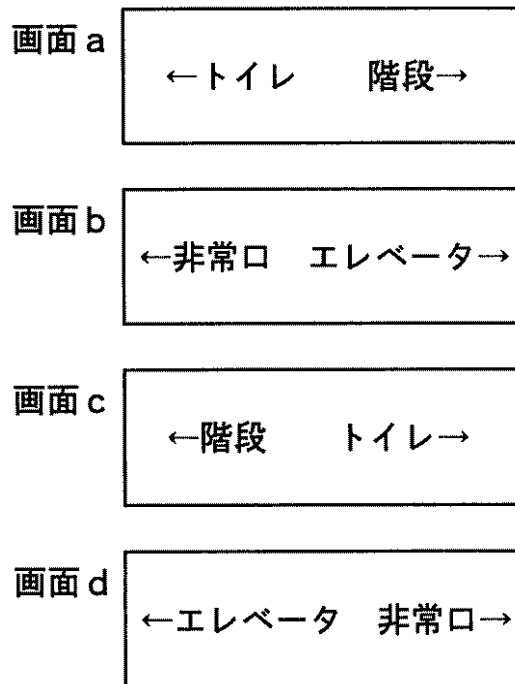 画面a
←トイレ 階段→
画面b
←非常口 エレベータ→
画面c
←階段 トイレ→
画面d
←エレベータ 非常口→